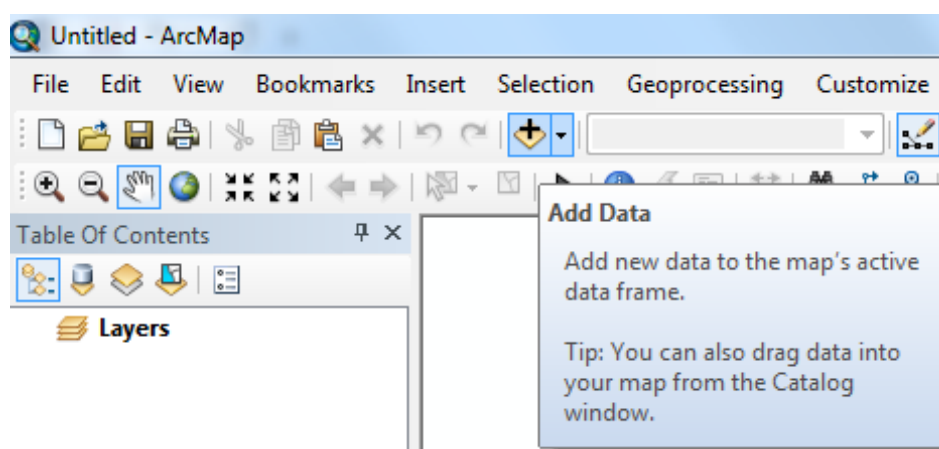 Untitled - ArcMap
File Edit View Bookmarks Insert Selection Geoprocessing Customize
Table Of Contents
Layers
Add Data
Add new data to the map's active
data frame.
Tip: You can also drag data into
your map from the Catalog
window.